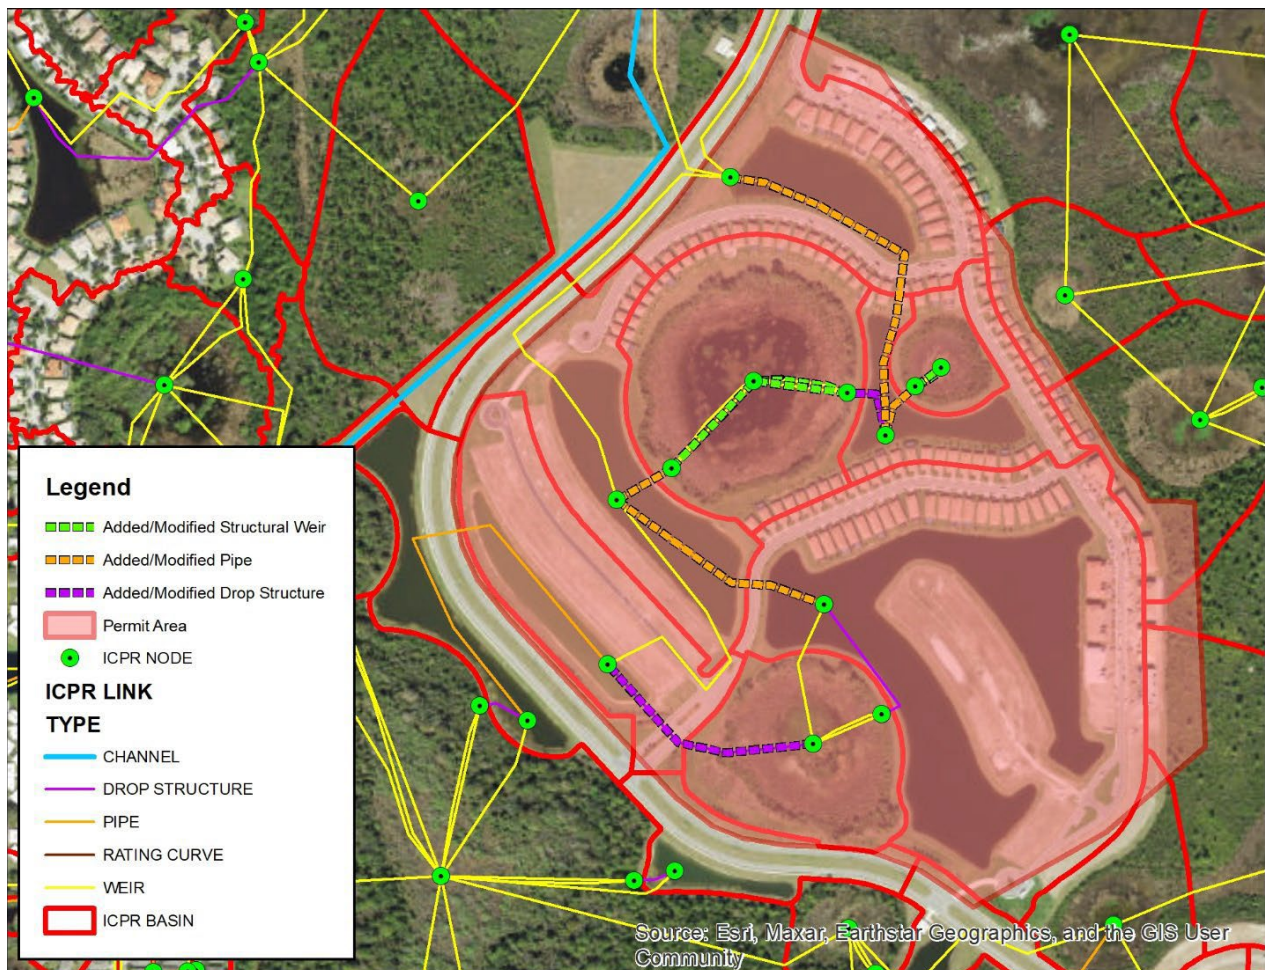 Legend
Added/Modified Structural Weir
Added/Modified Pipe
Added/Modified Drop Structure
Permit Area
ICPR NODE
ICPR LINK
TYPE
CHANNEL
DROP STRUCTURE
PIPE
RATING CURVE
WEIR
ICPR BASIN
Source: Esri, Maxar, Earthstar Geographics, and the GIS User
Community